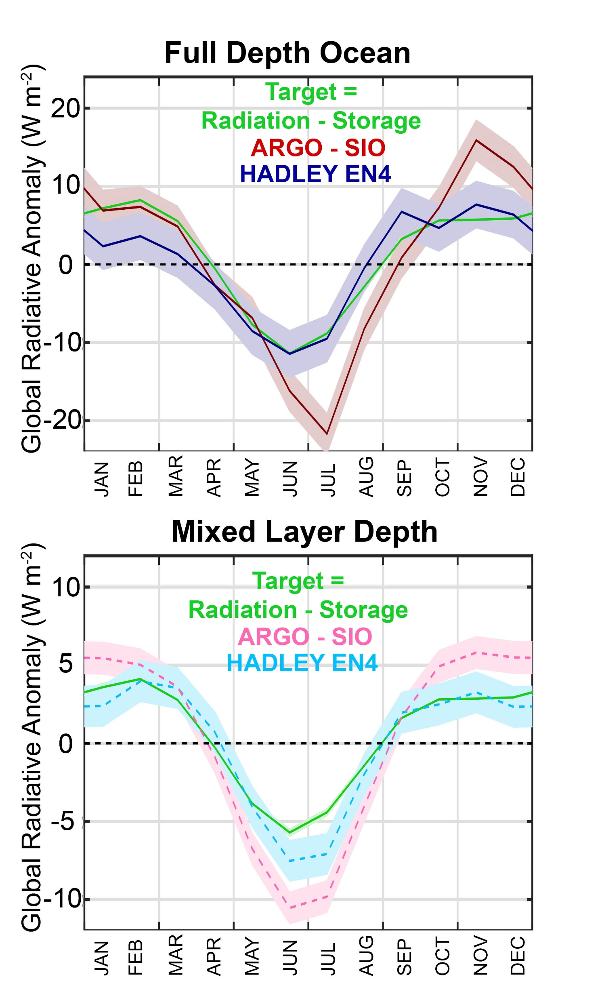 Full Depth Ocean
Global Radiative Anomaly (W m-2)
Target =
Radiation - Storage
ARGO - SIO
HADLEY EN4
20
10
0
-10
-20
JAN FEB MAR APR MAY JUN JUL AUG SEP OCT NOV DEC
Mixed Layer Depth
Global Radiative Anomaly (W m-2)
Target =
Radiation - Storage
ARGO - SIO
HADLEY EN4
10
5
0
-5
-10
JAN FEB MAR APR MAY JUN JUL AUG SEP OCT NOV DEC